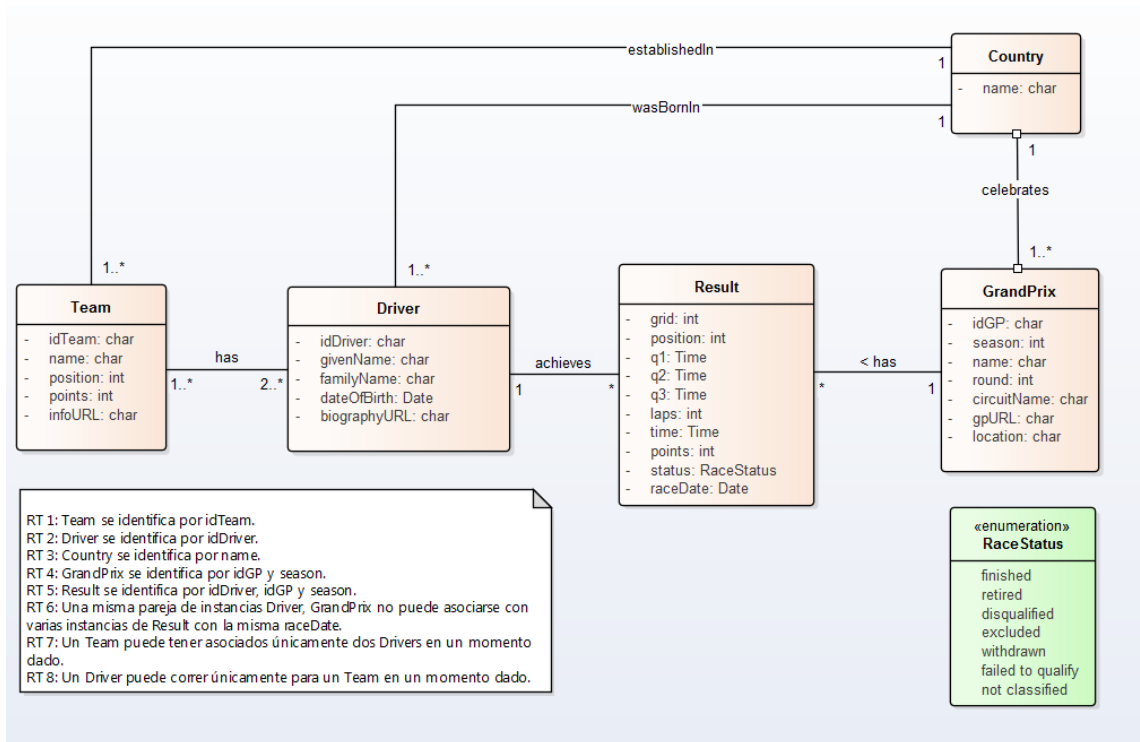 establishedIn
1
Country
- name: char
wasBornIn
1
1
celebrates
1..*
1..*
1..*
Team
- idTeam: char
- name: char
- position: int
- points: int
- infoURL: char
has
1..*
2..*
Driver
- idDriver: char
- givenName: char
- familyName: char
- dateOfBirth: Date
- biographyURL: char
achieves
1
*
Result
- grid: int
- position: int
- q1: Time
- q2: Time
- q3: Time
- laps: int
- time: Time
- points: int
- status: RaceStatus
- raceDate: Date
< has
*
1
GrandPrix
- idGP: char
- season: int
- name: char
- round: int
- circuitName: char
- gpURL: char
- location: char
RT 1: Team se identifica por idTeam.
RT 2: Driver se identifica por idDriver.
RT 3: Country se identifica por name.
RT 4: GrandPrix se identifica por idGP y season.
RT 5: Result se identifica por idDriver, idGP y season.
RT 6: Una misma pareja de instancias Driver, GrandPrix no puede asociarse con
varias instancias de Result con la misma raceDate.
RT 7: Un Team puede tener asociados únicamente dos Drivers en un momento
dado.
RT 8: Un Driver puede correr únicamente para un Team en un momento dado.
«enumeration»
RaceStatus
finished
retired
disqualified
excluded
withdrawn
failed to qualify
not classified